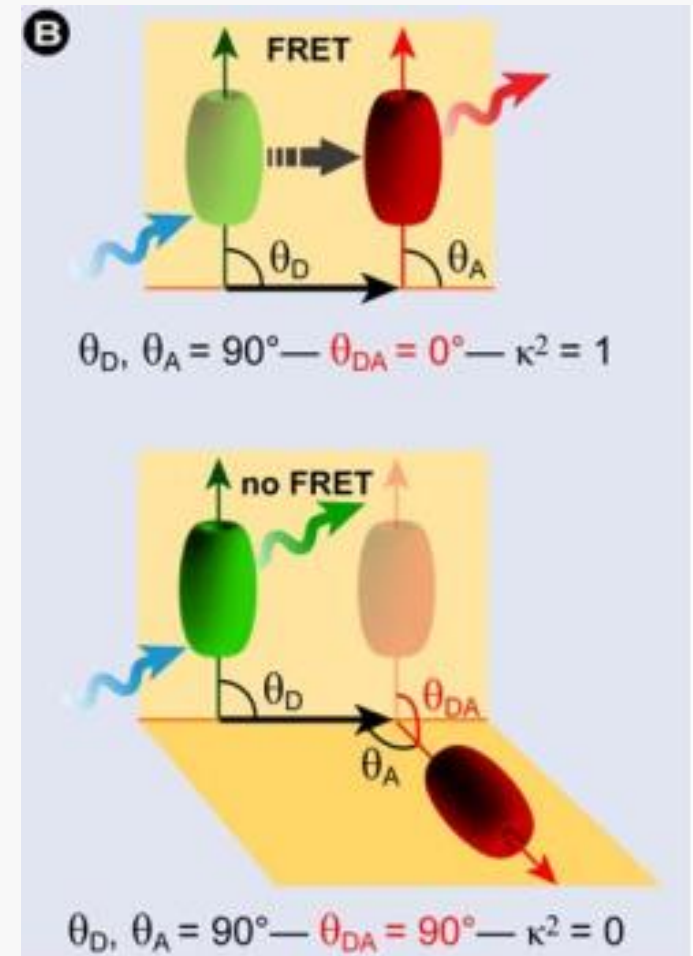 B
FRET
θD
θA
θD, θA = 90°— θDA = 0°— κ² = 1
no FRET
θD
θDA
θA
θD, θA = 90°— θDA = 90°— κ² = 0